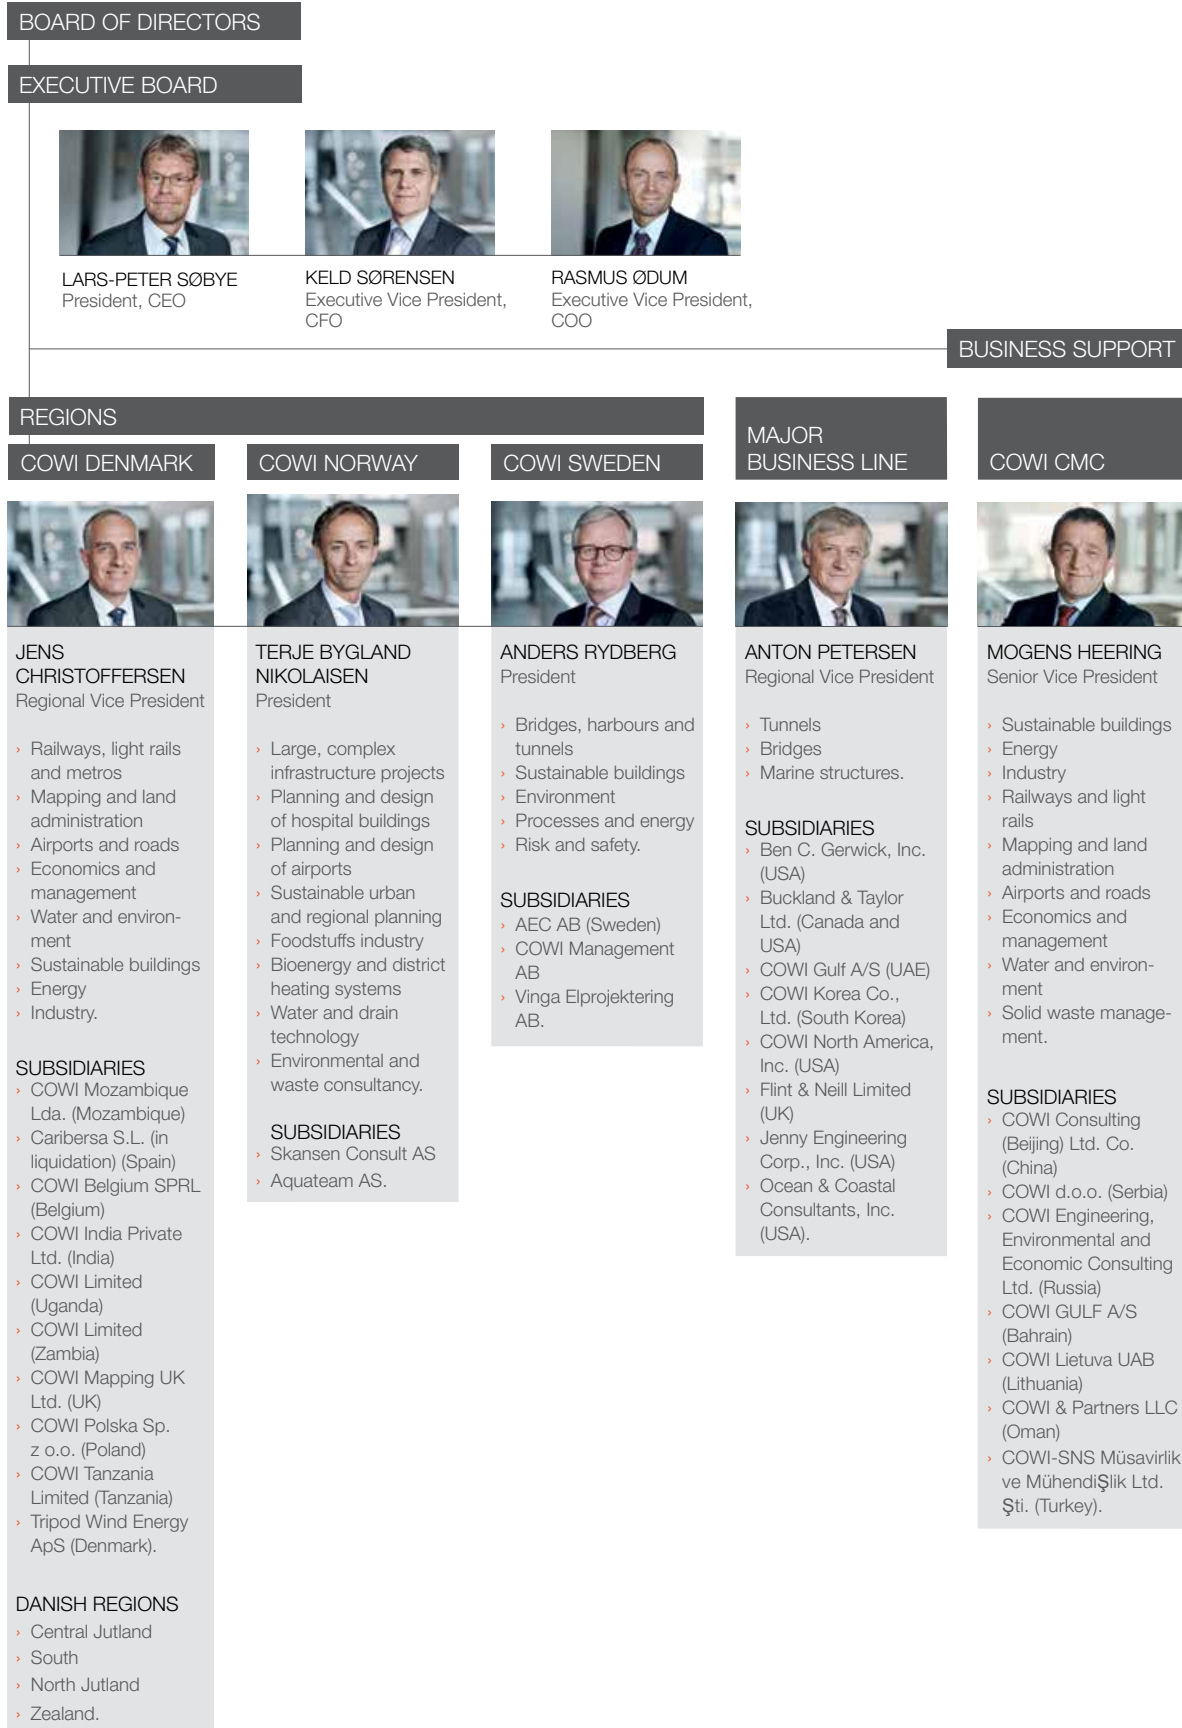 BOARD OF DIRECTORS
EXECUTIVE BOARD
LARS-PETER SØBYE
President, CEO
KELD SØRENSEN
Executive Vice President,
CFO
RASMUS ØDUM
Executive Vice President,
COO
BUSINESS SUPPORT
REGIONS
COWI DENMARK
JENS
CHRISTOFFERSEN
Regional Vice President
› Railways, light rails
and metros
› Mapping and land
administration
› Airports and roads
› Economics and
management
› Water and environ-
ment
› Sustainable buildings
› Energy
› Industry.
SUBSIDIARIES
› COWI Mozambique
Lda. (Mozambique)
› Caribersa S.L. (in
liquidation) (Spain)
› COWI Belgium SPRL
(Belgium)
› COWI India Private
Ltd. (India)
› COWI Limited
(Uganda)
› COWI Limited
(Zambia)
› COWI Mapping UK
Ltd. (UK)
› COWI Polska Sp.
z o.o. (Poland)
› COWI Tanzania
Limited (Tanzania)
› Tripod Wind Energy
ApS (Denmark).
DANISH REGIONS
› Central Jutland
› South
› North Jutland
› Zealand.
COWI NORWAY
TERJE BYGLAND
NIKOLAISEN
President
› Large, complex
infrastructure projects
› Planning and design
of hospital buildings
› Planning and design
of airports
› Sustainable urban
and regional planning
› Foodstuffs industry
› Bioenergy and district
heating systems
› Water and drain
technology
› Environmental and
waste consultancy.
SUBSIDIARIES
› Skansen Consult AS
› Aquateam AS.
COWI SWEDEN
ANDERS RYDBERG
President
› Bridges, harbours and
tunnels
› Sustainable buildings
› Environment
› Processes and energy
› Risk and safety.
SUBSIDIARIES
› AEC AB (Sweden)
› COWI Management
AB
› Vinga Elprojektering
AB.
MAJOR
BUSINESS LINE
ANTON PETERSEN
Regional Vice President
› Tunnels
› Bridges
› Marine structures.
SUBSIDIARIES
› Ben C. Gerwick, Inc.
(USA)
› Buckland & Taylor
Ltd. (Canada and
USA)
› COWI Gulf A/S (UAE)
› COWI Korea Co.,
Ltd. (South Korea)
› COWI North America,
Inc. (USA)
› Flint & Neill Limited
(UK)
› Jenny Engineering
Corp., Inc. (USA)
› Ocean & Coastal
Consultants, Inc.
(USA).
COWI CMC
MOGENS HEERING
Senior Vice President
› Sustainable buildings
› Energy
› Industry
› Railways and light
rails
› Mapping and land
administration
› Airports and roads
› Economics and
management
› Water and environ-
ment
› Solid waste manage-
ment.
SUBSIDIARIES
› COWI Consulting
(Beijing) Ltd. Co.
(China)
› COWI d.o.o. (Serbia)
› COWI Engineering,
Environmental and
Economic Consulting
Ltd. (Russia)
› COWI GULF A/S
(Bahrain)
› COWI Lietuva UAB
(Lithuania)
› COWI & Partners LLC
(Oman)
› COWI-SNS Müsavirlik
ve MühendiŞlik Ltd.
Şti. (Turkey).